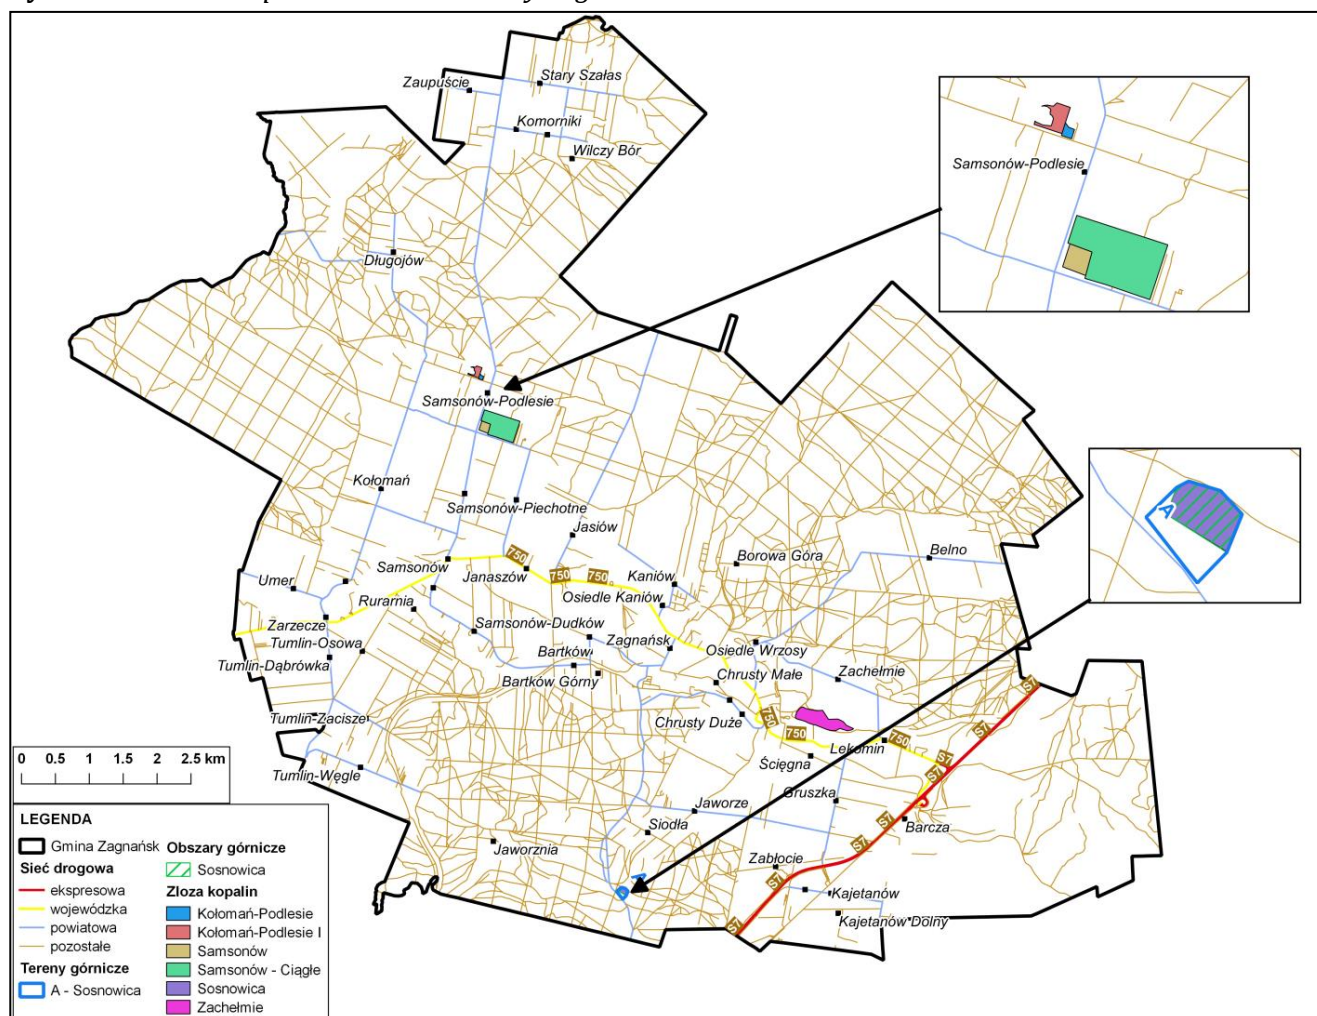 Zaupuście
Stary Szałas
Komorniki
Wilczy Bór
Samsonów-Podlesie
Długojów
Samsonów-Podlesie
Kołomań
Samsonów-Piechotne
Jasiów
A
750
Borowa Góra
Belno
Samsonów
Janaszów
750
750
Kaniów
Umer
Osiedle Kaniów
Rurarnia
Zarzecze
Samsonów-Dudków
Tumlin-Osowa
Zagnańsk
Osiedle Wrzosy
Bartków
Tumlin-Dąbrówka
Chrusty Małe
Zachełmie
Bartków Górny
S7
Tumlin-Zacisze
Chrusty Duże
750
750
S7
Lekomin
750
S7
Ścięgna
S7
Tumlin-Węgle
0 0.5 1 1.5 2 2.5 km
Gruszka
Jaworze
S7
Barcza
Siodła
S7
Jaworznia
Zabłocie
A
S7
Kajetanów
Kajetanów Dolny
S7
LEGENDA
Gmina Zagnańsk
Sieć drogowa
ekspresowa
wojewódzka
powiatowa
pozostałe
Tereny górnicze
A - Sosnowica
Obszary górnicze
Sosnowica
Zloza kopalin
Kołomań-Podlesie
Kołomań-Podlesie I
Samsonów
Samsonów - Ciągłe
Sosnowica
Zachełmie